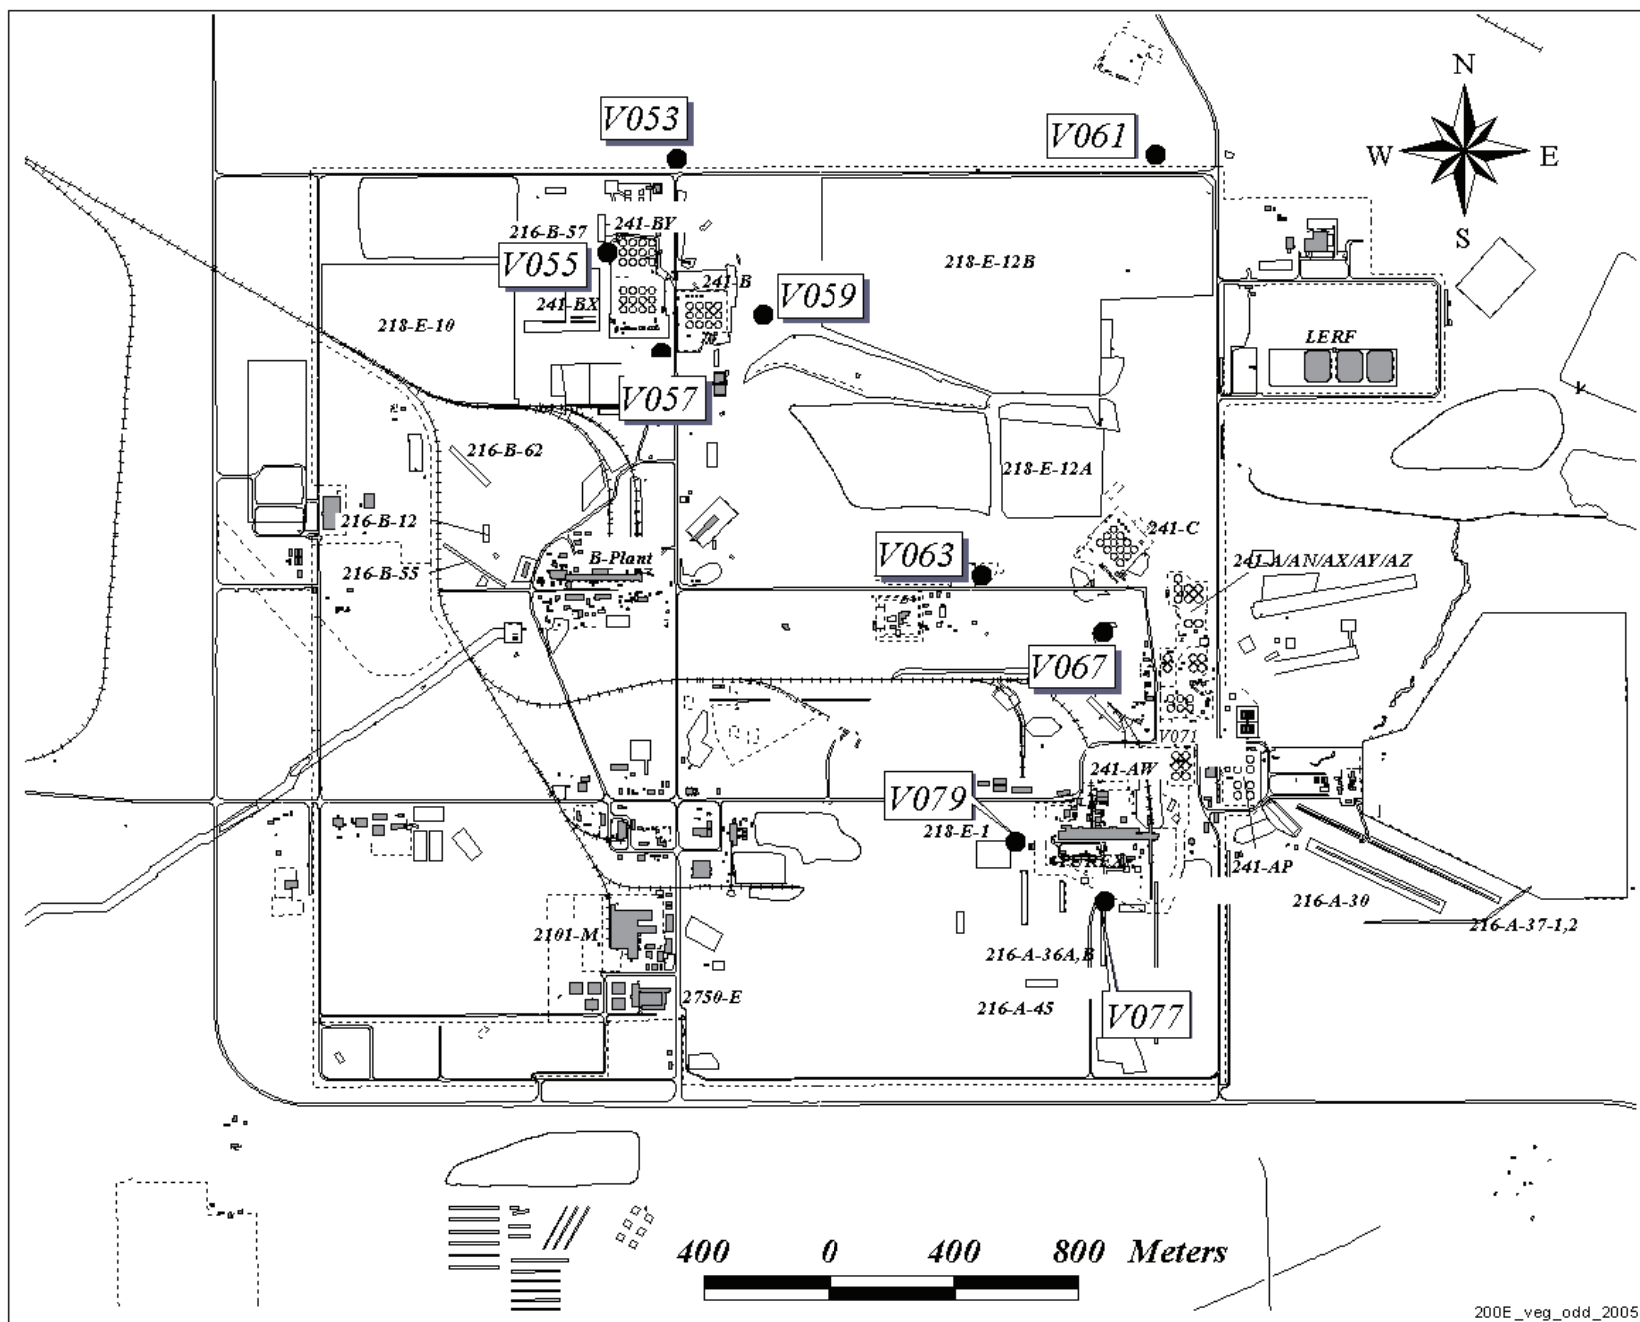 V053
V061
N
W E
S
216-B-57
241-BY
V055
218-E-12B
241-B
V059
241-BX
218-E-10
LERF
V057
216-B-62
218-E-12A
216-B-12
241-C
B-Plant
V063
241-A/AN/AX/AY/AZ
216-B-55
V067
V071
241-AW
V079
218-E-1
PUREX
241-AP
216-A-30
216-A-37-1,2
2101-M
216-A-36A,B
2750-E
216-A-45
V077
400 0 400 800 Meters
200E_veg_odd_2005